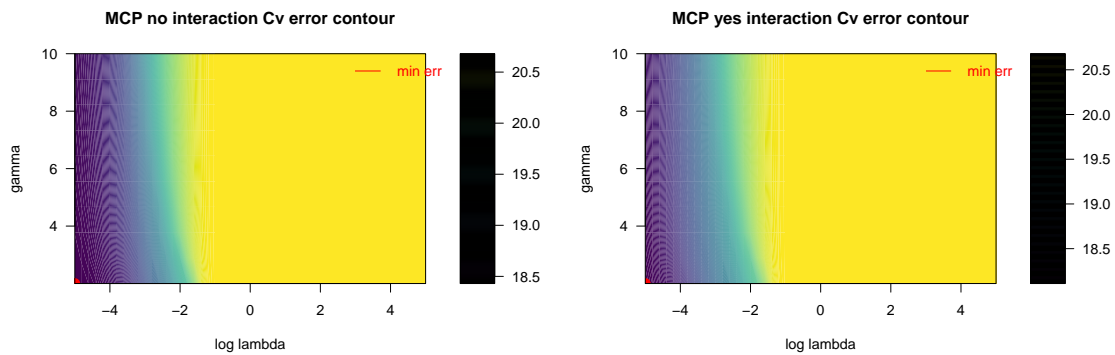 MCP no interaction Cv error contour
10
8
6
4
gamma
−4 −2 0 2 4
log lambda
min err
20.5
20.0
19.5
19.0
18.5
MCP yes interaction Cv error contour
10
8
6
4
gamma
−4 −2 0 2 4
log lambda
min err
20.5
20.0
19.5
19.0
18.5